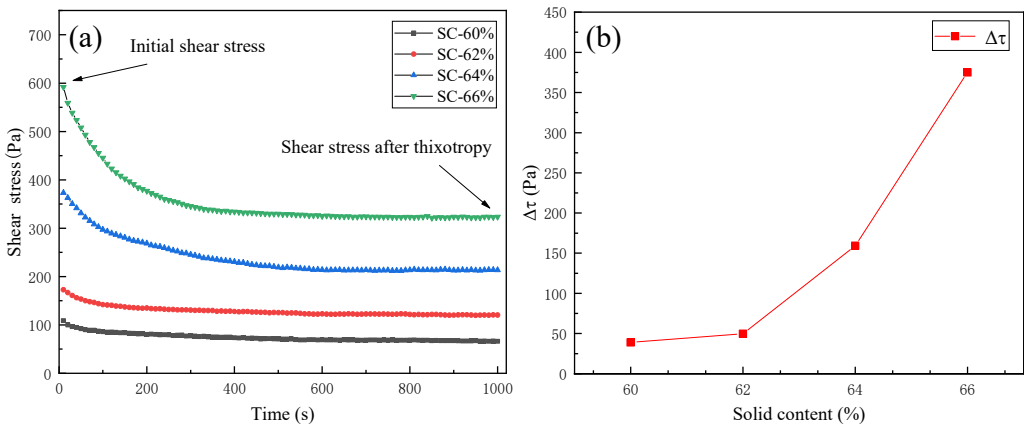 (a)
Initial shear stress
SC-60%
SC-62%
SC-64%
SC-66%
Shear stress after thixotropy
Shear stress (Pa)
700
600
500
400
300
200
100
0
0 200 400 600 800 1000
Time (s)
(b)
Δτ
Δτ (Pa)
450
400
350
300
250
200
150
100
50
0
60 62 64 66
Solid content (%)